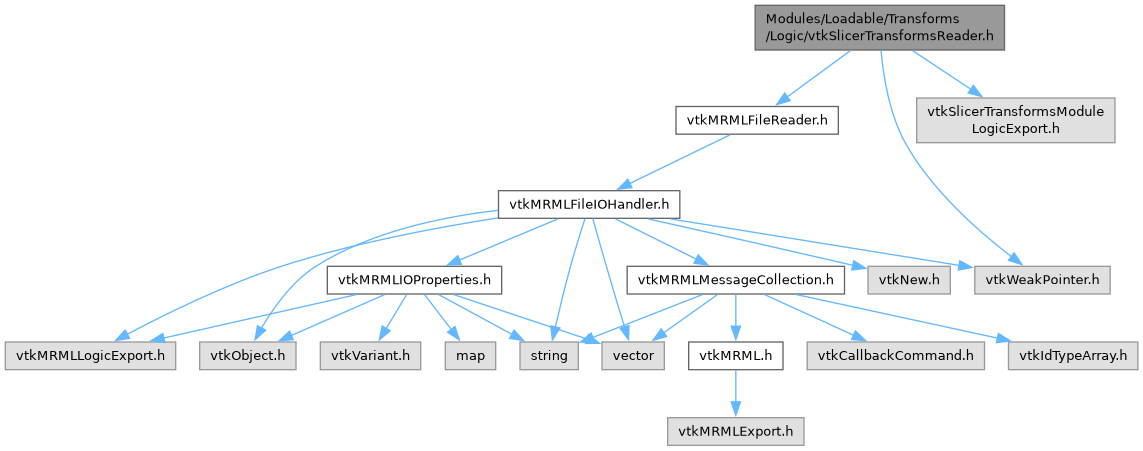 Modules/Loadable/Transforms
/Logic/vtkSlicerTransformsReader.h
vtkMRMLFileReader.h
vtkSlicerTransformsModule
LogicExport.h
vtkMRMLFileIOHandler.h
vtkMRMLIOProperties.h
vtkMRMLMessageCollection.h
vtkNew.h
vtkWeakPointer.h
vtkMRMLLogicExport.h
vtkObject.h
vtkVariant.h
map
string
vector
vtkMRML.h
vtkCallbackCommand.h
vtkIdTypeArray.h
vtkMRMLExport.h